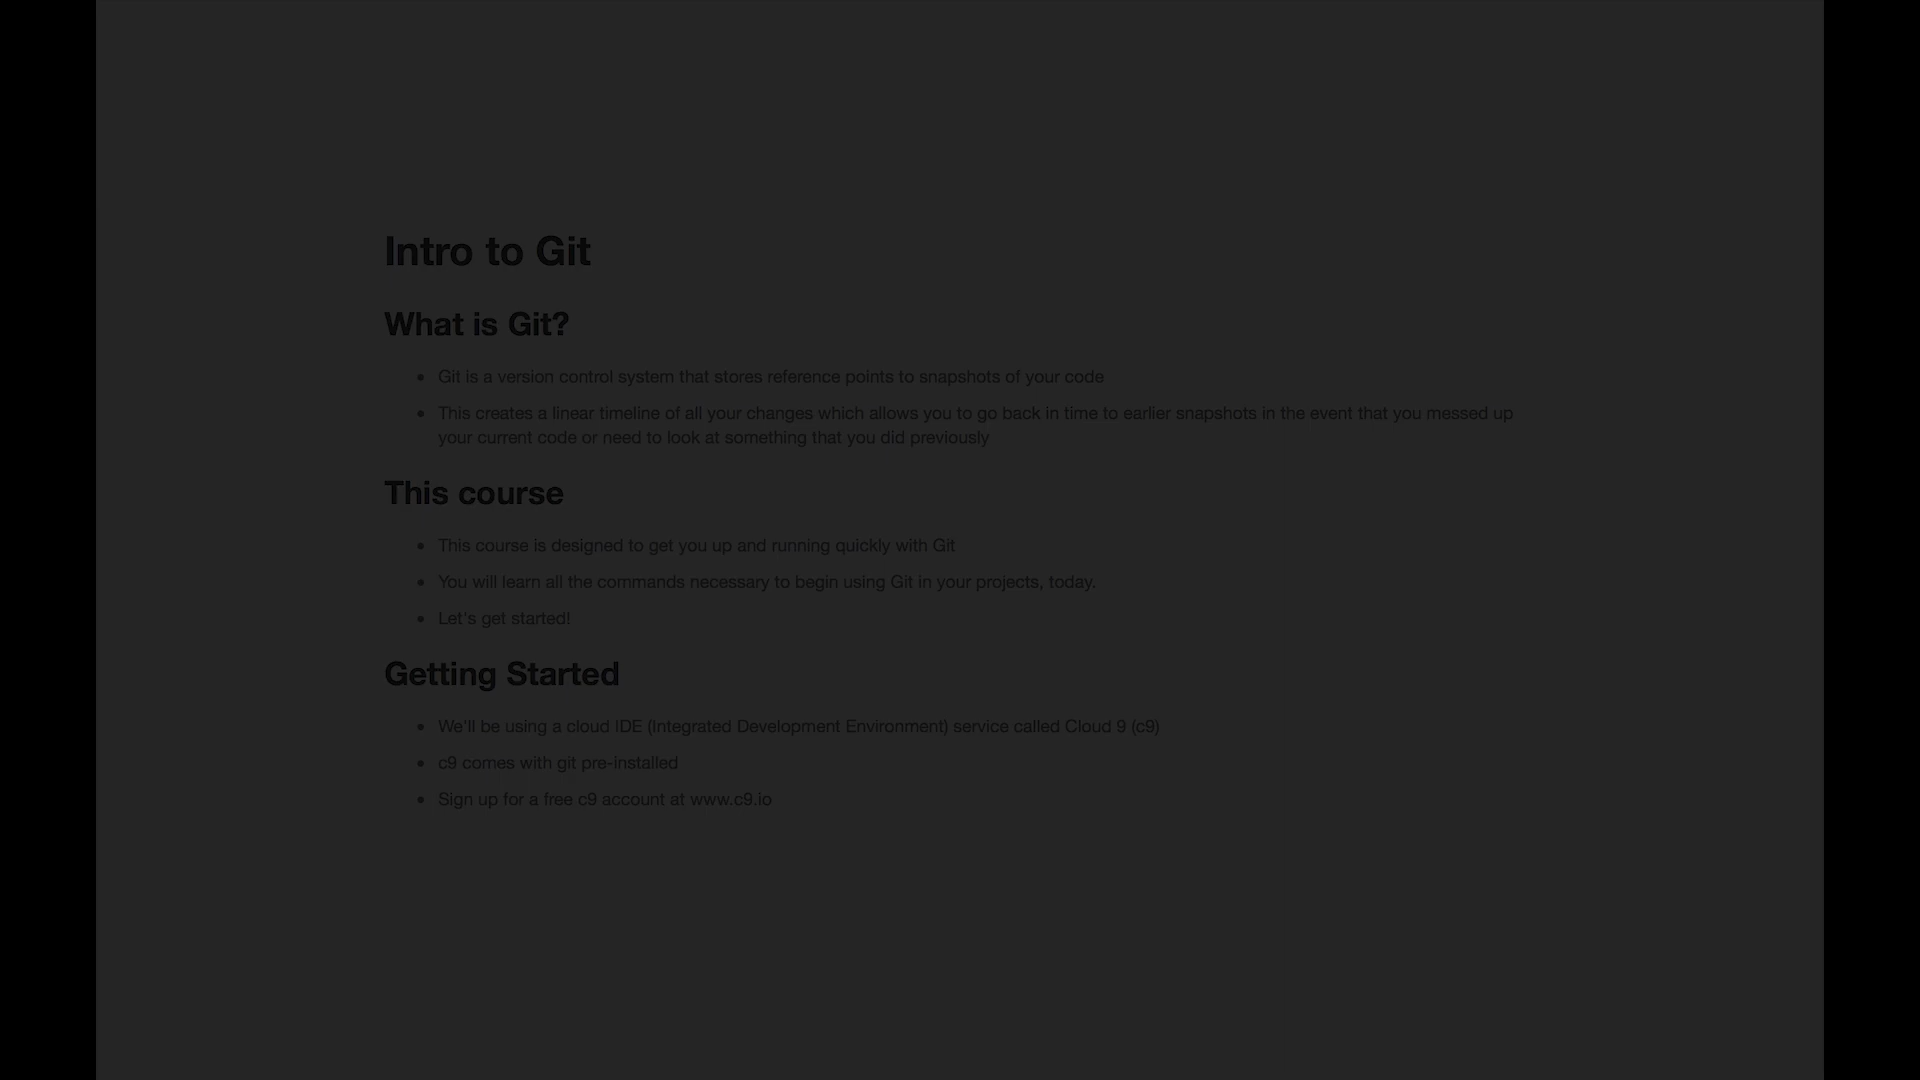 Intro to Git
What is Git?
• Git is a version control system that stores reference points to snapshots of your code
• This creates a linear timeline of all your changes which allows you to go back in time to earlier snapshots in the event that you messed up
your current code or need to look at something that you did previously
This course
• This course is designed to get you up and running quickly with Git
• You will learn all the commands necessary to begin using Git in your projects, today.
• Let's get started!
Getting Started
• We'll be using a cloud IDE (Integrated Development Environment) service called Cloud 9 (c9)
• c9 comes with git pre-installed
• Sign up for a free c9 account at www.c9.io